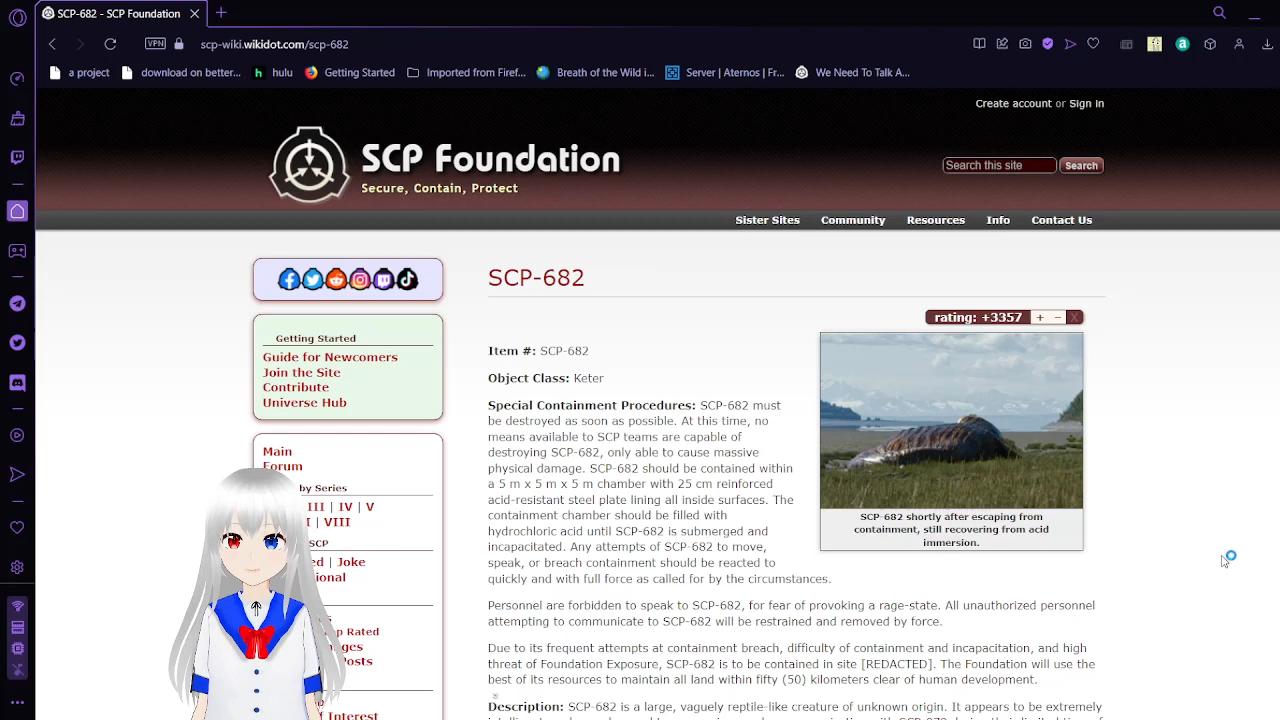 SCP-682 - SCP Foundation
VPN
scp-wiki.wikidot.com/scp-682
a project
download on better...
hulu
Getting Started
Imported from Firef...
Breath of the Wild i...
Server | Aternos | Fr...
We Need To Talk A...
Create account or Sign in
SCP Foundation
Secure, Contain, Protect
Search this site
Search
Sister Sites
Community
Resources
Info
Contact Us
Getting Started
Guide for Newcomers
Join the Site
Contribute
Universe Hub
Main
Forum
by Series
III | IV | V
| VIII
SCP
| Joke
Posts
Interest
SCP-682
rating: +3357 + – X
Item #: SCP-682
Object Class: Keter
Special Containment Procedures: SCP-682 must
be destroyed as soon as possible. At this time, no
means available to SCP teams are capable of
destroying SCP-682, only able to cause massive
physical damage. SCP-682 should be contained within
a 5 m x 5 m x 5 m chamber with 25 cm reinforced
acid-resistant steel plate lining all inside surfaces. The
containment chamber should be filled with
hydrochloric acid until SCP-682 is submerged and
incapacitated. Any attempts of SCP-682 to move,
speak, or breach containment should be reacted to
quickly and with full force as called for by the circumstances.
SCP-682 shortly after escaping from
containment, still recovering from acid
immersion.
Personnel are forbidden to speak to SCP-682, for fear of provoking a rage-state. All unauthorized personnel
attempting to communicate to SCP-682 will be restrained and removed by force.
Due to its frequent attempts at containment breach, difficulty of containment and incapacitation, and high
threat of Foundation Exposure, SCP-682 is to be contained in site [REDACTED]. The Foundation will use the
best of its resources to maintain all land within fifty (50) kilometers clear of human development.
Description: SCP-682 is a large, vaguely reptile-like creature of unknown origin. It appears to be extremely